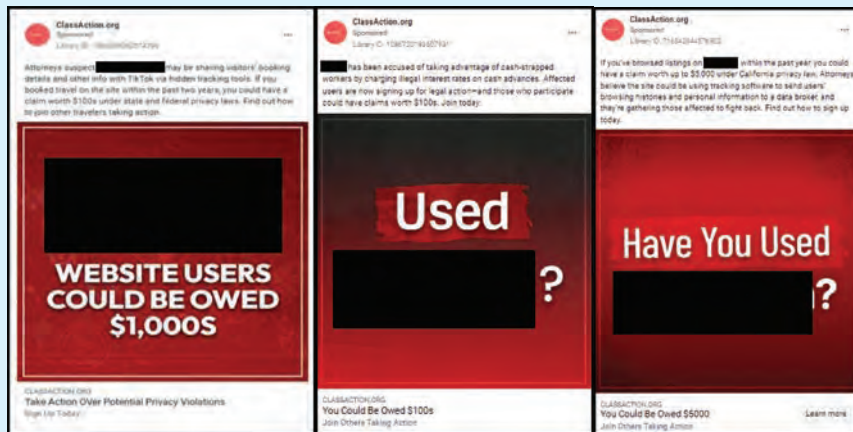 ClassAction.org
Sponsored
Library ID:
Attorneys suspect may be sharing visitors' booking
details and other info with TikTok via hidden tracking tools. If you
booked travel on the site within the past two years, you could have a
claim worth $100s under state and federal privacy laws. Find out how
to join other travelers taking action.
WEBSITE USERS
COULD BE OWED
$1,000S
CLASSACTION.ORG
Take Action Over Potential Privacy Violations
Sign Up Today
ClassAction.org
Sponsored
Library ID:
has been accused of taking advantage of cash-strapped
workers by charging illegal interest rates on cash advances. Affected
users are now signing up for legal action—and those who participate
could have claims worth $100s. Join today.
Used
?
CLASSACTION.ORG
You Could Be Owed $100s
Join Others Taking Action
ClassAction.org
Sponsored
Library ID:
If you've browsed listings on within the past year you could
have a claim worth up to $5,000 under California privacy law. Attorneys
believe the site could be using tracking software to send users'
browsing histories and personal information to a data broker, and
they're gathering those affected to fight back. Find out how to sign up
today.
Have You Used
?
CLASSACTION.ORG
You Could Be Owed $5000
Join Others Taking Action
Learn more